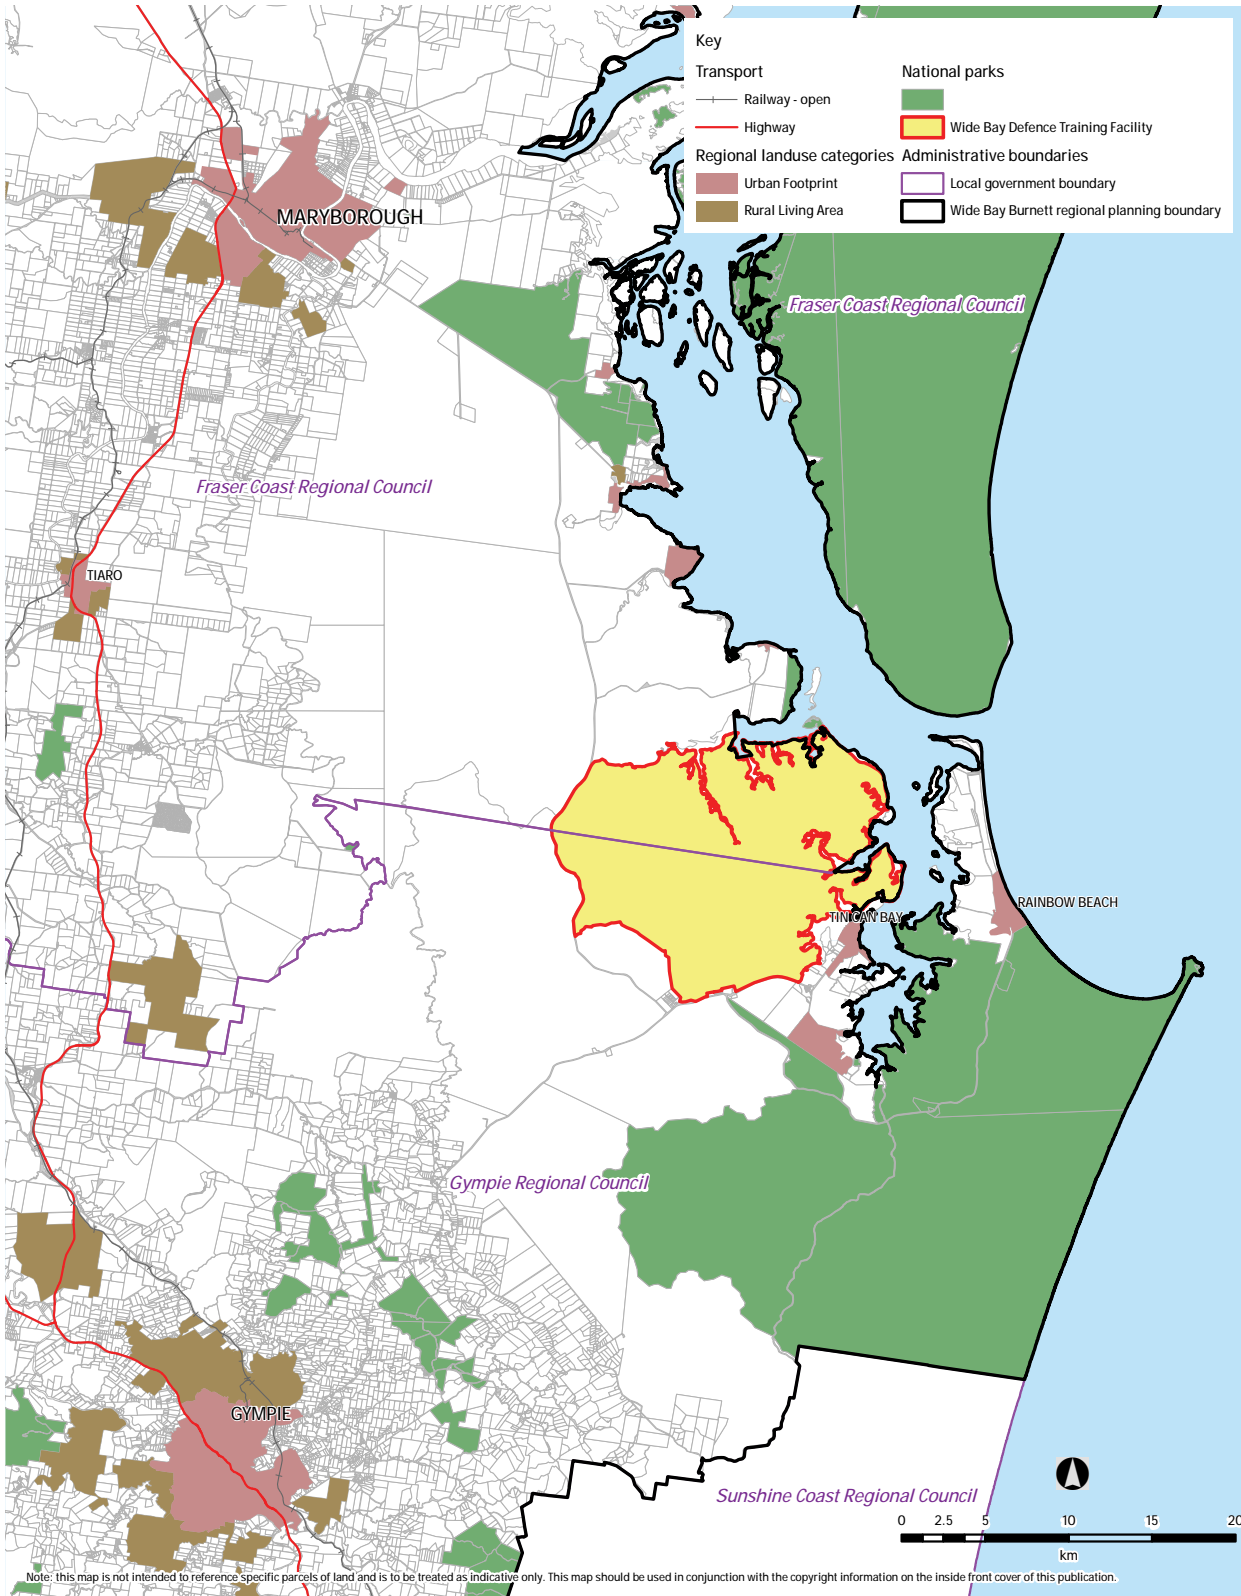 Key
Transport
Railway - open
Highway
Regional landuse categories
Urban Footprint
Rural Living Area
National parks
Wide Bay Defence Training Facility
Administrative boundaries
Local government boundary
Wide Bay Burnett regional planning boundary
MARYBOROUGH
Fraser Coast Regional Council
Fraser Coast Regional Council
TIARO
RAINBOW BEACH
TIN CAN BAY
Gympie Regional Council
GYMPIE
Sunshine Coast Regional Council
0 2.5 5 10 15 20
km
Note: this map is not intended to reference specific parcels of land and is to be treated as indicative only. This map should be used in conjunction with the copyright information on the inside front cover of this publication.